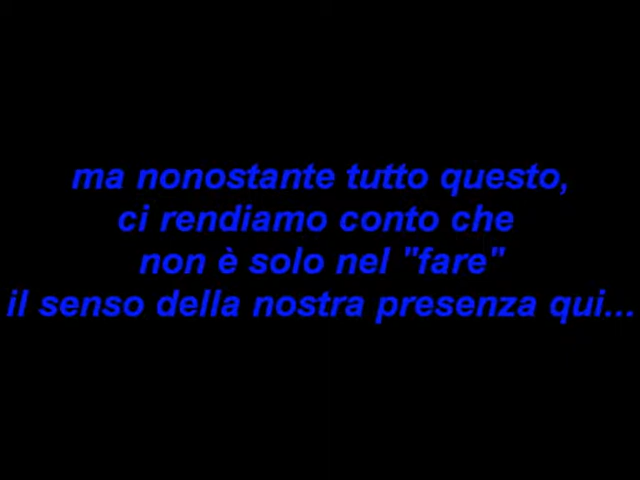 ma nonostante tutto questo,
ci rendiamo conto che
non è solo nel "fare"
il senso della nostra presenza qui...